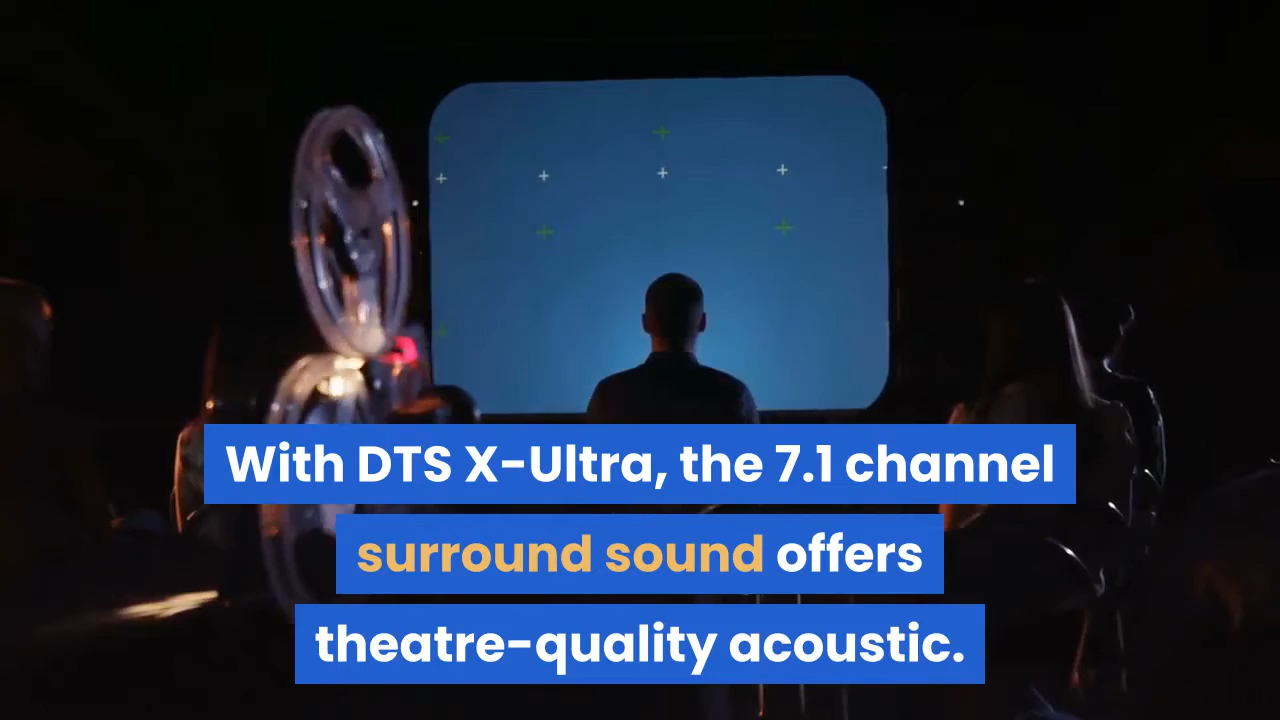 With DTS X-Ultra, the 7.1 channel
surround sound offers
theatre-quality acoustic.